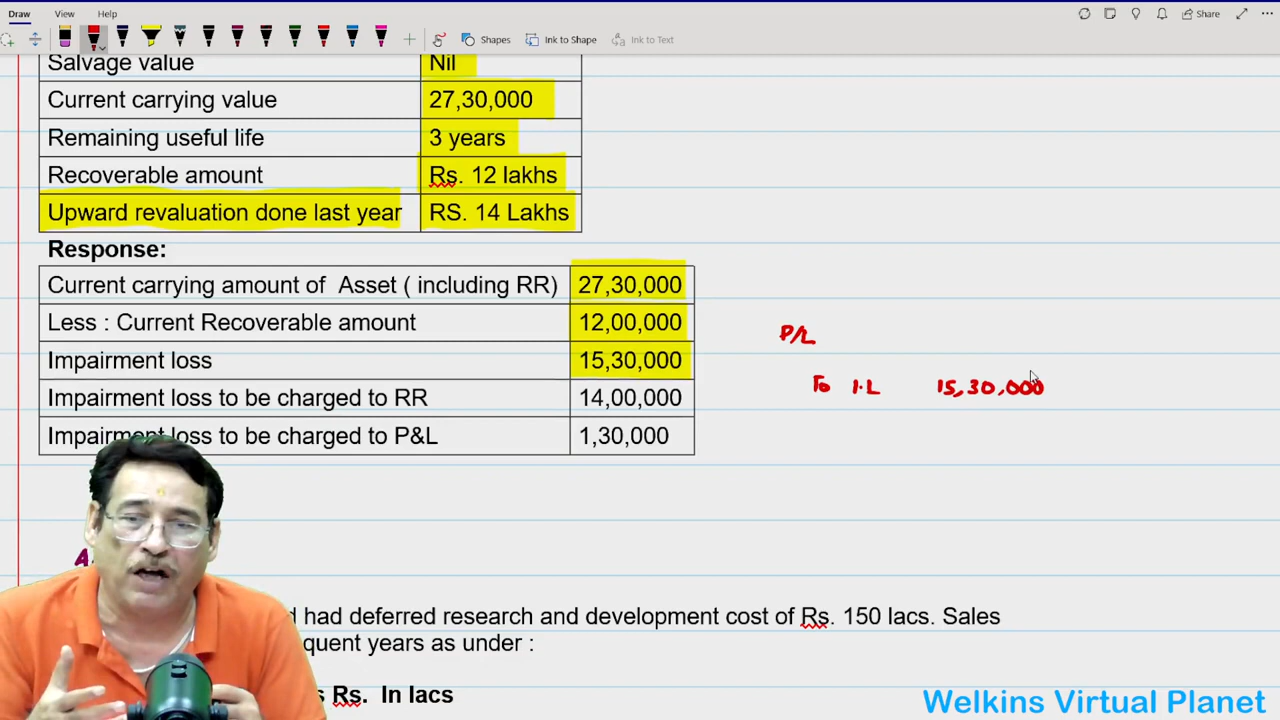 Draw View Help Share
Shapes Ink to Shape Ink to Text
Salvage value Nil
Current carrying value 27,30,000
Remaining useful life 3 years
Recoverable amount Rs. 12 lakhs
Upward revaluation done last year RS. 14 Lakhs
Response:
Current carrying amount of Asset ( including RR) 27,30,000
Less : Current Recoverable amount 12,00,000
P/L
Impairment loss 15,30,000
To I.L 15,30,000
Impairment loss to be charged to RR 14,00,000
Impairment loss to be charged to P&L 1,30,000
A
d had deferred research and development cost of Rs. 150 lacs. Sales
quent years as under :
s Rs. In lacs
Welkins Virtual Planet